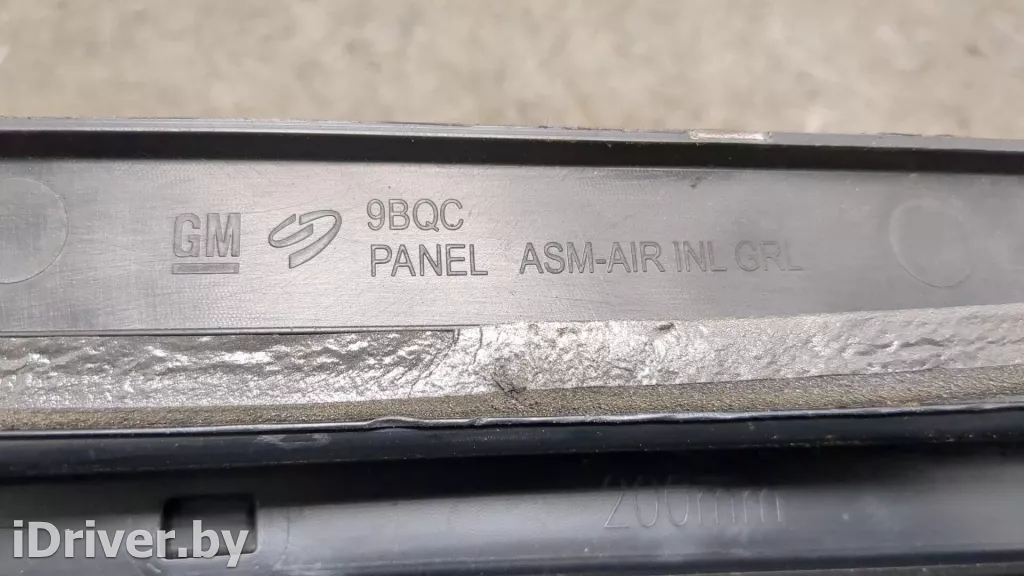 GM 9BQC
PANEL ASM-AIR INL GRL
200mm
iDriver.by